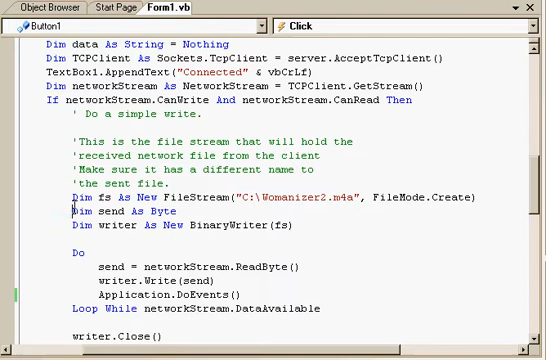 Object Browser Start Page Form1.vb
Button1 Click
Dim data As String = Nothing
Dim TCPClient As Sockets.TcpClient = server.AcceptTcpClient()
TextBox1.AppendText("Connected" & vbCrLf)
Dim networkStream As NetworkStream = TCPClient.GetStream()
If networkStream.CanWrite And networkStream.CanRead Then
' Do a simple write.
'This is the file stream that will hold the
'received network file from the client
'Make sure it has a different name to
'the sent file.
Dim fs As New FileStream("C:\Womanizer2.m4a", FileMode.Create)
Dim send As Byte
Dim writer As New BinaryWriter(fs)
Do
send = networkStream.ReadByte()
writer.Write(send)
Application.DoEvents()
Loop While networkStream.DataAvailable
writer.Close()